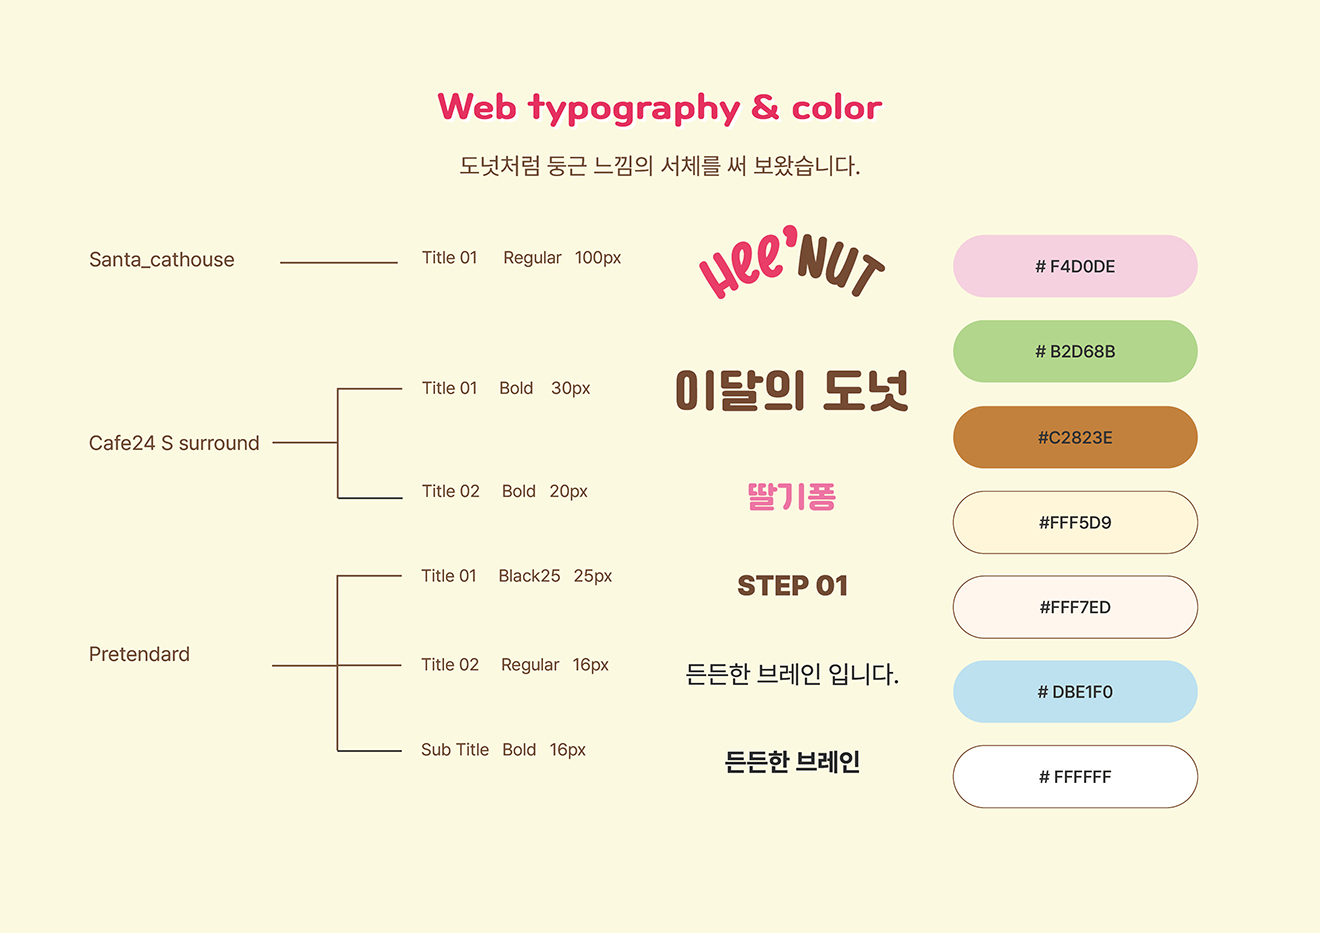 Web typography & color
도넛처럼 둥근 느낌의 서체를 써 보왔습니다.
Santa_cathouse
Title 01 Regular 100px
Hee'NUT
# F4D0DE
# B2D68B
Cafe24 S surround
Title 01 Bold 30px
이달의 도넛
#C2823E
Title 02 Bold 20px
딸기퐁
#FFF5D9
Pretendard
Title 01 Black25 25px
STEP 01
#FFF7ED
Title 02 Regular 16px
든든한 브레인 입니다.
# DBE1F0
Sub Title Bold 16px
든든한 브레인
# FFFFFF